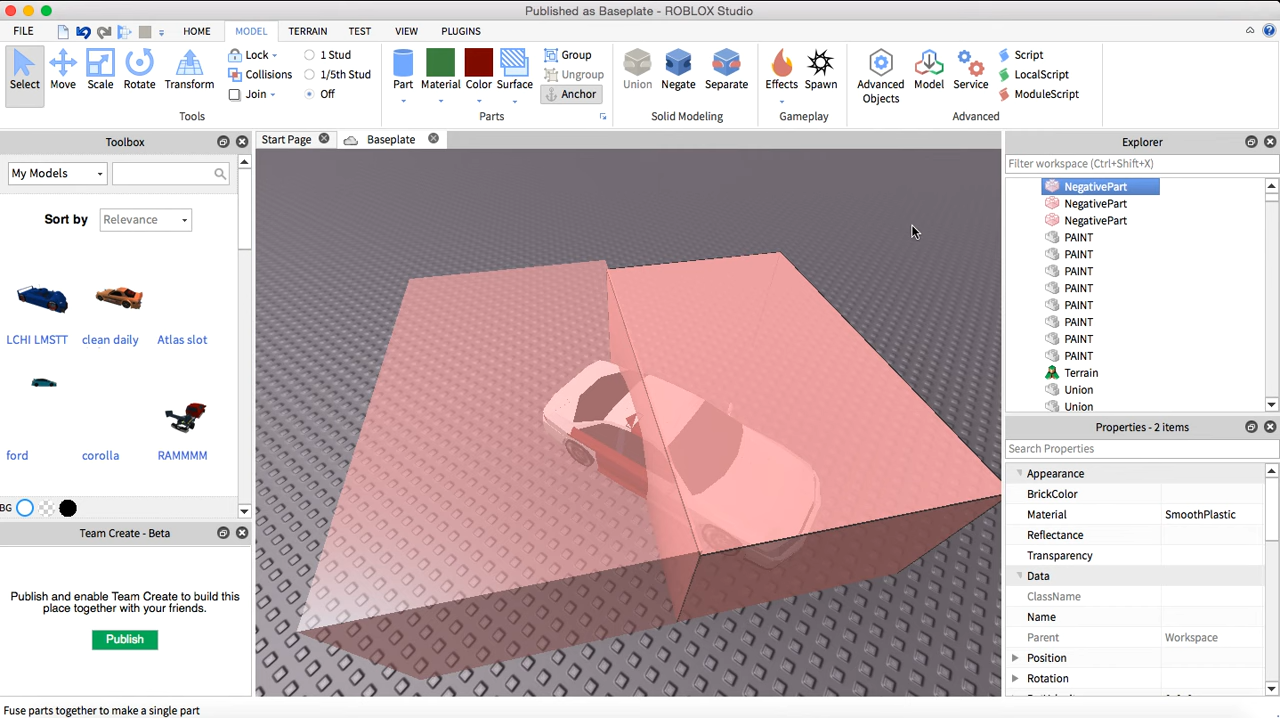 Published as Baseplate - ROBLOX Studio
FILE
HOME
MODEL
TERRAIN
TEST
VIEW
PLUGINS
Select
Move
Scale
Rotate
Transform
Lock
Collisions
Join
1 Stud
1/5th Stud
Off
Tools
Part
Material
Color
Surface
Group
Ungroup
Anchor
Parts
Union
Negate
Separate
Solid Modeling
Effects
Spawn
Gameplay
Advanced
Objects
Model
Service
Script
LocalScript
ModuleScript
Advanced
Toolbox
My Models
Sort by
Relevance
LCHI LMSTT
clean daily
Atlas slot
ford
corolla
RAMMMM
BG
Team Create - Beta
Publish and enable Team Create to build this
place together with your friends.
Publish
Start Page
Baseplate
Explorer
Filter workspace (Ctrl+Shift+X)
NegativePart
NegativePart
NegativePart
PAINT
PAINT
PAINT
PAINT
PAINT
PAINT
PAINT
PAINT
Terrain
Union
Union
Properties - 2 items
Search Properties
Appearance
BrickColor
Material SmoothPlastic
Reflectance
Transparency
Data
ClassName
Name
Parent Workspace
Position
Rotation
Fuse parts together to make a single part